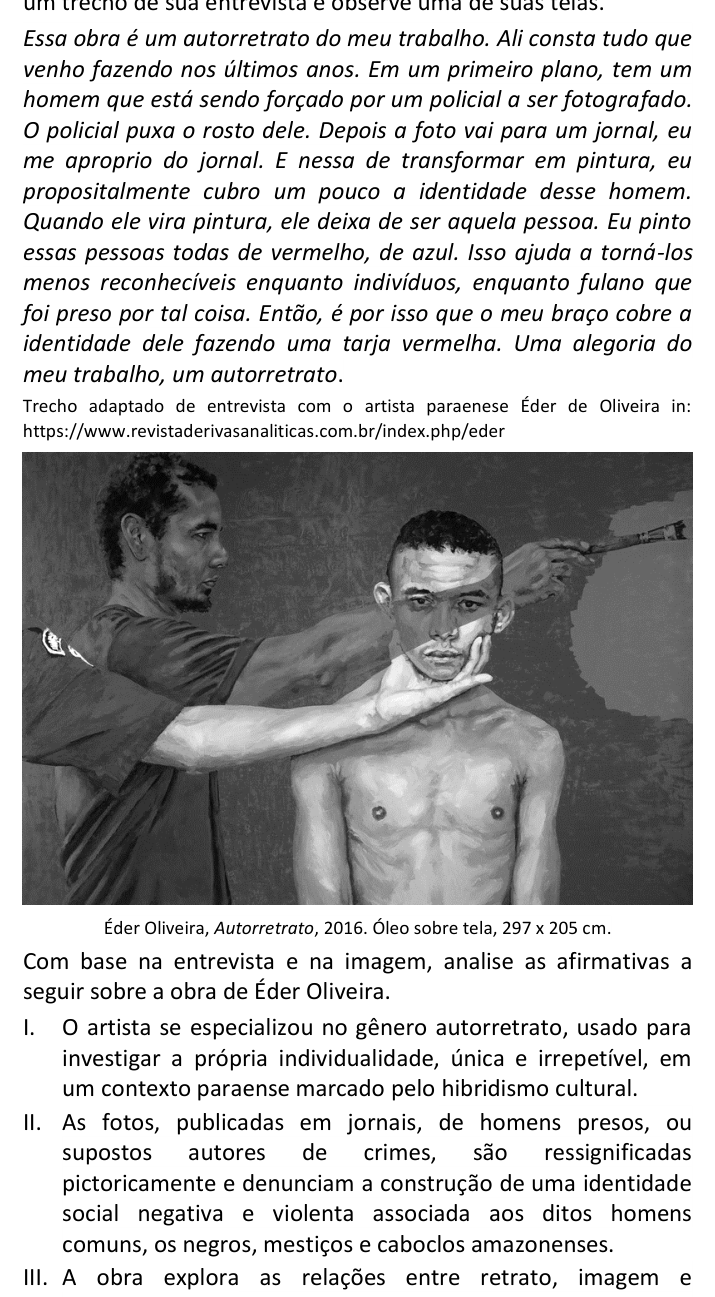 um trecho de sua entrevista e observe uma de suas telas.
Essa obra é um autorretrato do meu trabalho. Ali consta tudo que
venho fazendo nos últimos anos. Em um primeiro plano, tem um
homem que está sendo forçado por um policial a ser fotografado.
O policial puxa o rosto dele. Depois a foto vai para um jornal, eu
me aproprio do jornal. E nessa de transformar em pintura, eu
propositalmente cubro um pouco a identidade desse homem.
Quando ele vira pintura, ele deixa de ser aquela pessoa. Eu pinto
essas pessoas todas de vermelho, de azul. Isso ajuda a torná-los
menos reconhecíveis enquanto indivíduos, enquanto fulano que
foi preso por tal coisa. Então, é por isso que o meu braço cobre a
identidade dele fazendo uma tarja vermelha. Uma alegoria do
meu trabalho, um autorretrato.
Trecho adaptado de entrevista com o artista paraenese Éder de Oliveira in:
https://www.revistaderivasanaliticas.com.br/index.php/eder
Éder Oliveira, Autorretrato, 2016. Óleo sobre tela, 297 x 205 cm.
Com base na entrevista e na imagem, analise as afirmativas a
seguir sobre a obra de Éder Oliveira.
I. O artista se especializou no gênero autorretrato, usado para
investigar a própria individualidade, única e irrepetível, em
um contexto paraense marcado pelo hibridismo cultural.
II. As fotos, publicadas em jornais, de homens presos, ou
supostos autores de crimes, são ressignificadas
pictoricamente e denunciam a construção de uma identidade
social negativa e violenta associada aos ditos homens
comuns, os negros, mestiços e caboclos amazonenses.
III. A obra explora as relações entre retrato, imagem e